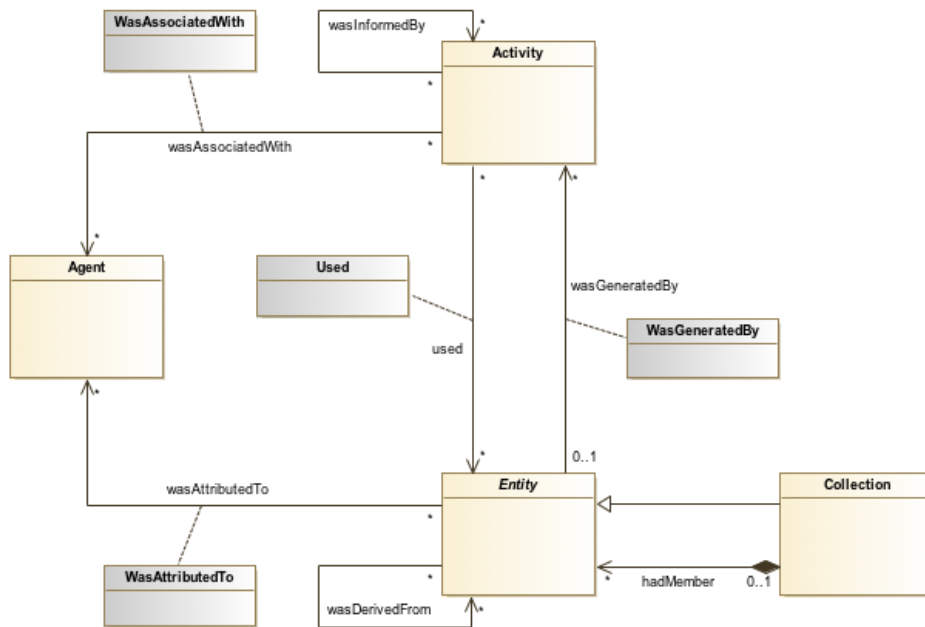 WasAssociatedWith
wasInformedBy
*
Activity
*
wasAssociatedWith
*
*
*
*
Agent
Used
wasGeneratedBy
WasGeneratedBy
used
*
*
0..1
wasAttributedTo
Entity
Collection
*
*
hadMember
0..1
*
WasAttributedTo
wasDerivedFrom
*